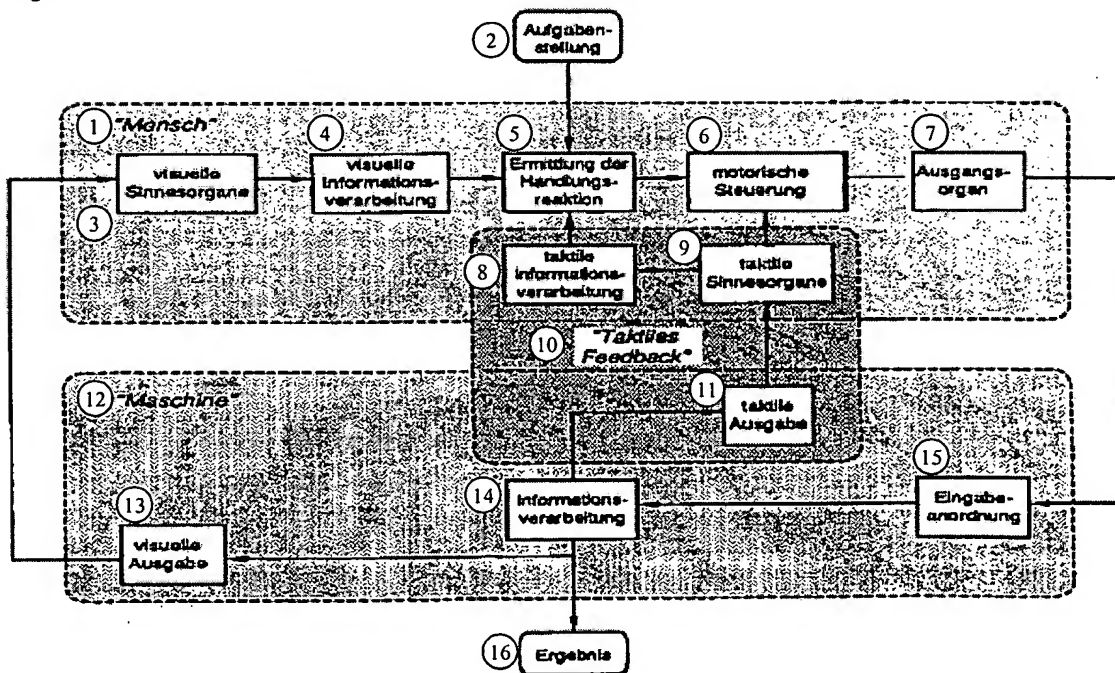 2
Aufgaben-
stellung
1
"Mensch"
4
5
6
7
visuelle
Sinnesorgane
visuelle
Informations-
verarbeitung
Ermittlung der
Handlungs-
reaktion
motorische
Steuerung
Ausgangs-
organ
3
8
taktile
Informations-
verarbeitung
9
taktile
Sinnesorgane
10
"Taktiles
Feedback"
11
taktile
Ausgabe
12
"Maschine"
13
visuelle
Ausgabe
14
Informations-
verarbeitung
15
Eingabe-
anordnung
16
Ergebnis